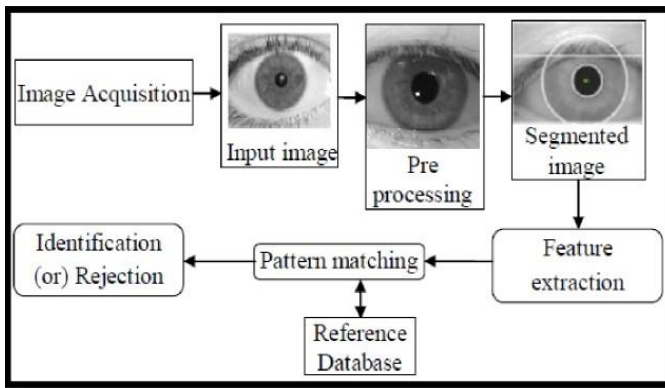 Image Acquisition
Input image
Pre
processing
Segmented
image
Identification
(or) Rejection
Pattern matching
Feature
extraction
Reference
Database